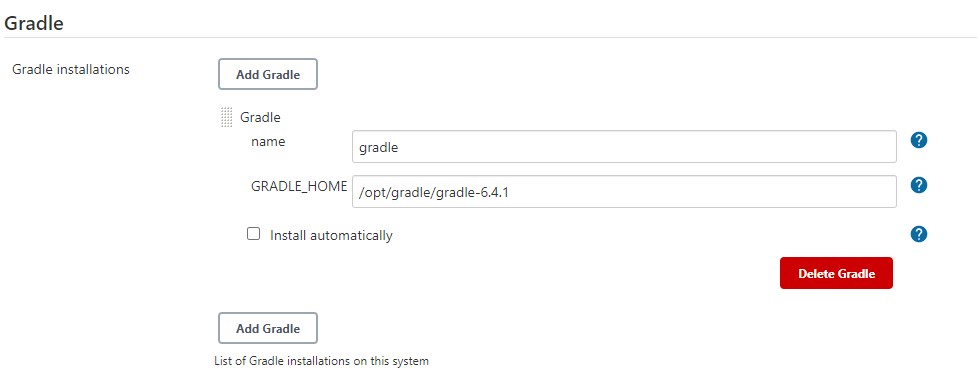 Gradle
Gradle installations
Add Gradle
Gradle
name
gradle
?
GRADLE_HOME
/opt/gradle/gradle-6.4.1
?
Install automatically
?
Delete Gradle
Add Gradle
List of Gradle installations on this system